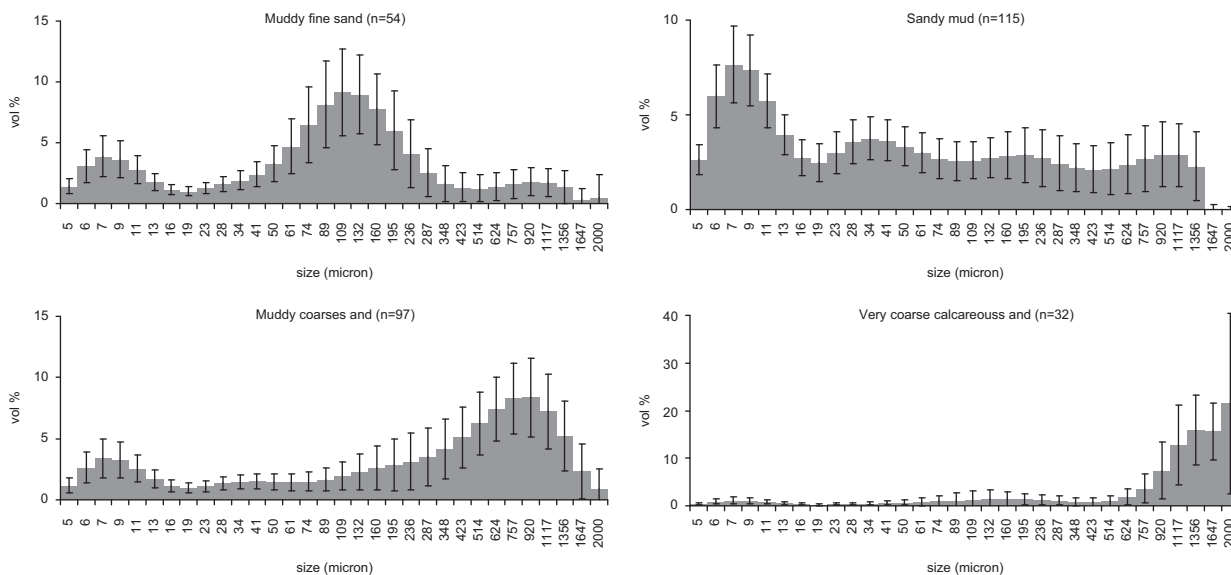 Muddy fine sand (n=54)
15
10
5
0
vol %
5 6 7 9 11 13 16 19 23 28 34 41 50 61 74 89 109 132 160 195 236 287 348 423 514 624 757 920 1117 1356 1647 2000
size (micron)
Sandy mud (n=115)
10
5
0
vol %
5 6 7 9 11 13 16 19 23 28 34 41 50 61 74 89 109 132 160 195 236 287 348 423 514 624 757 920 1117 1356 1647 2000
size (micron)
Muddy coarses and (n=97)
15
10
5
0
vol %
5 6 7 9 11 13 16 19 23 28 34 41 50 61 74 89 109 132 160 195 236 287 348 423 514 624 757 920 1117 1356 1647 2000
size (micron)
Very coarse calcareouss and (n=32)
40
30
20
10
0
vol %
5 6 7 9 11 13 16 19 23 28 34 41 50 61 74 89 109 132 160 195 236 287 348 423 514 624 757 920 1117 1356 1647 2000
size (micron)